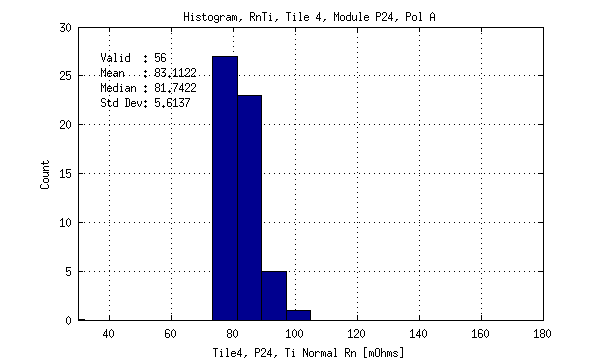 Histogram, RnTi, Tile 4, Module P24, Pol A
30
25
20
15
10
5
0
Count
Valid : 56
Mean : 83.1122
Median : 81.7422
Std Dev: 5.6137
40 60 80 100 120 140 160 180
Tile4, P24, Ti Normal Rn [mOhms]